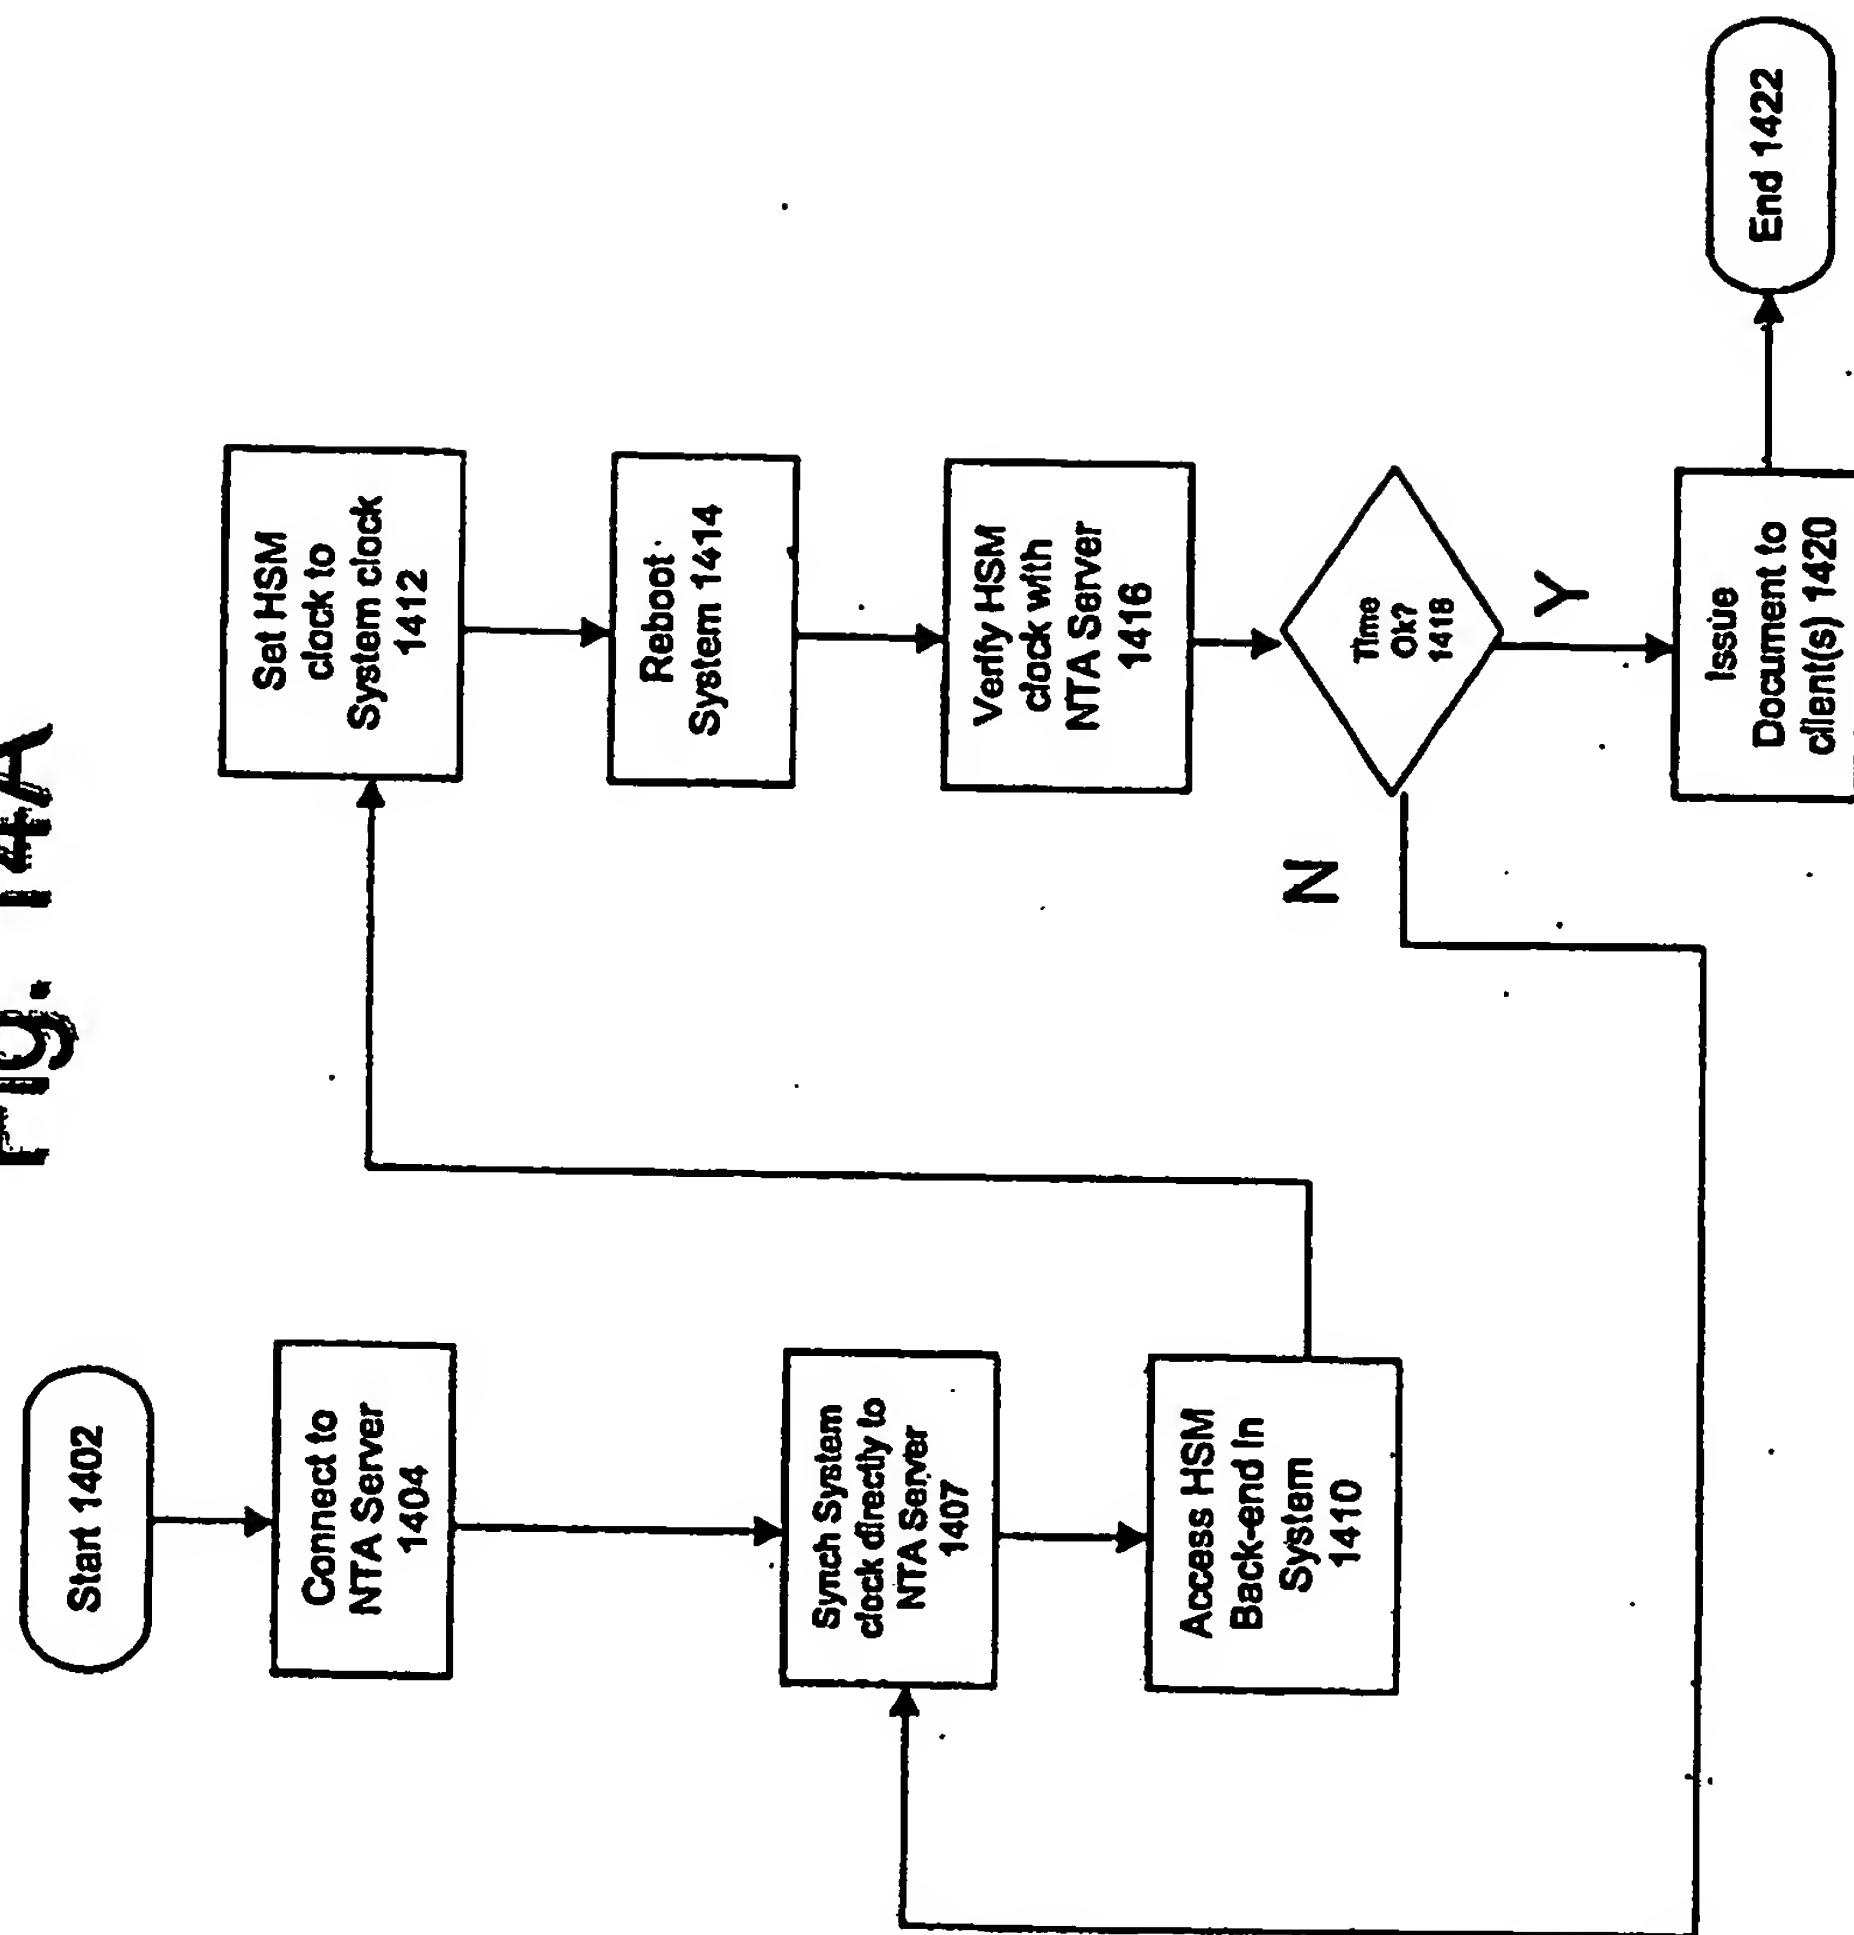 Fig. 14A
Start 1402
Connect to
NTA Server
1404
Synch System
clock directly to
NTA Server
1407
Access HSM
Back-end in
System
1410
Set HSM
clock to
System clock
1412
Reboot
System 1414
Verify HSM
clock with
NTA Server
1416
Time
Ok?
1418
N
Y
Issue
Document to
client(s) 1420
End 1422